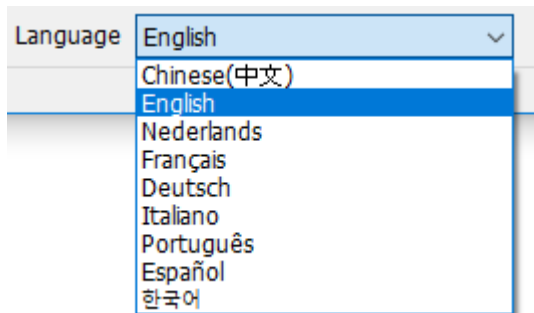 Language English
Chinese(中文)
English
Nederlands
Français
Deutsch
Italiano
Português
Español
한국어